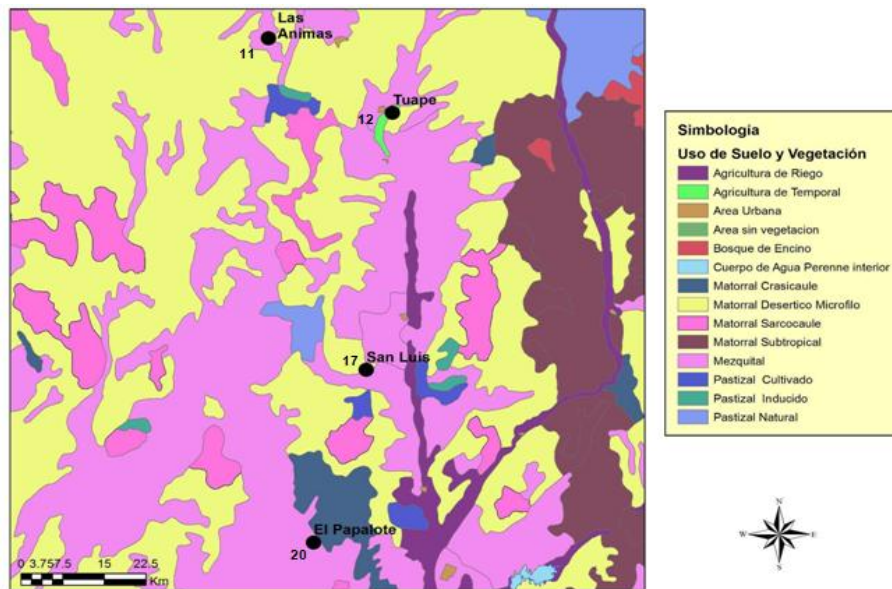 Las
Animas
11
Tuape
12
17
San Luis
El Papalote
20
0 3.757.5 15 22.5
Km
Simbología
Uso de Suelo y Vegetación
Agricultura de Riego
Agricultura de Temporal
Area Urbana
Area sin vegetacion
Bosque de Encino
Cuerpo de Agua Perenne interior
Matorral Crasicaule
Matorral Desertico Microfilo
Matorral Sarcocaule
Matorral Subtropical
Mezquital
Pastizal Cultivado
Pastizal Inducido
Pastizal Natural
N
W
E
S